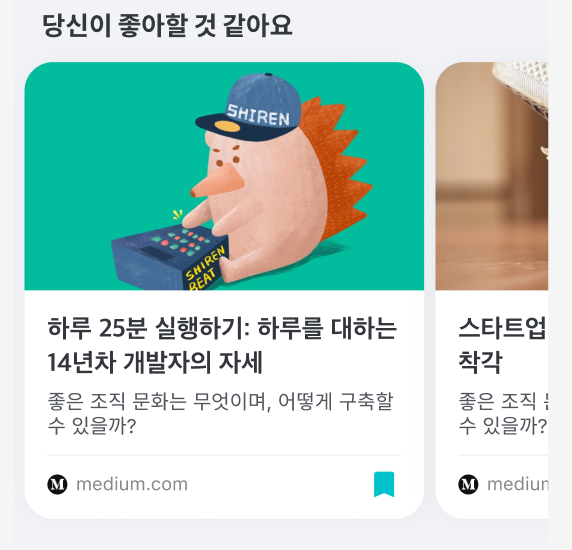 당신이 좋아할 것 같아요
SHIREN
SHIREN
BEAT
하루 25분 실행하기: 하루를 대하는
14년차 개발자의 자세
좋은 조직 문화는 무엇이며, 어떻게 구축할
수 있을까?
M medium.com
스타트업
착각
좋은 조직
수 있을까?
M medium